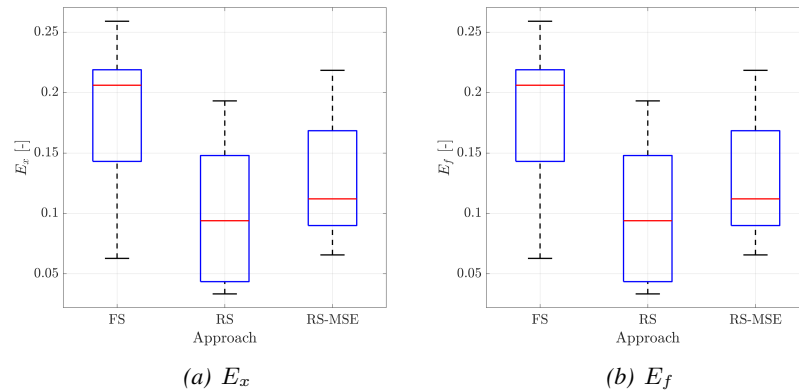 0.25
0.2
0.15
0.1
0.05
E_x [-]
FS RS RS-MSE
Approach
(a) E_x
0.25
0.2
0.15
0.1
0.05
E_f [-]
FS RS RS-MSE
Approach
(b) E_f